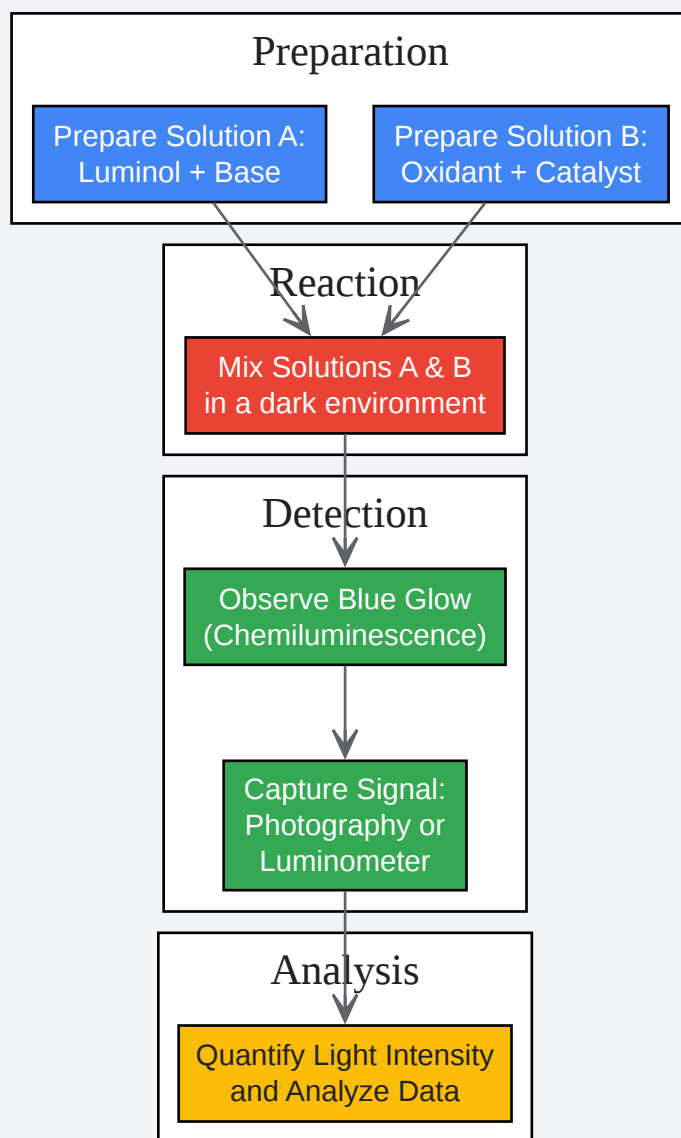 Preparation
Prepare Solution A:
Luminol + Base
Prepare Solution B:
Oxidant + Catalyst
Reaction
Mix Solutions A & B
in a dark environment
Detection
Observe Blue Glow
(Chemiluminescence)
Capture Signal:
Photography or
Luminometer
Analysis
Quantify Light Intensity
and Analyze Data